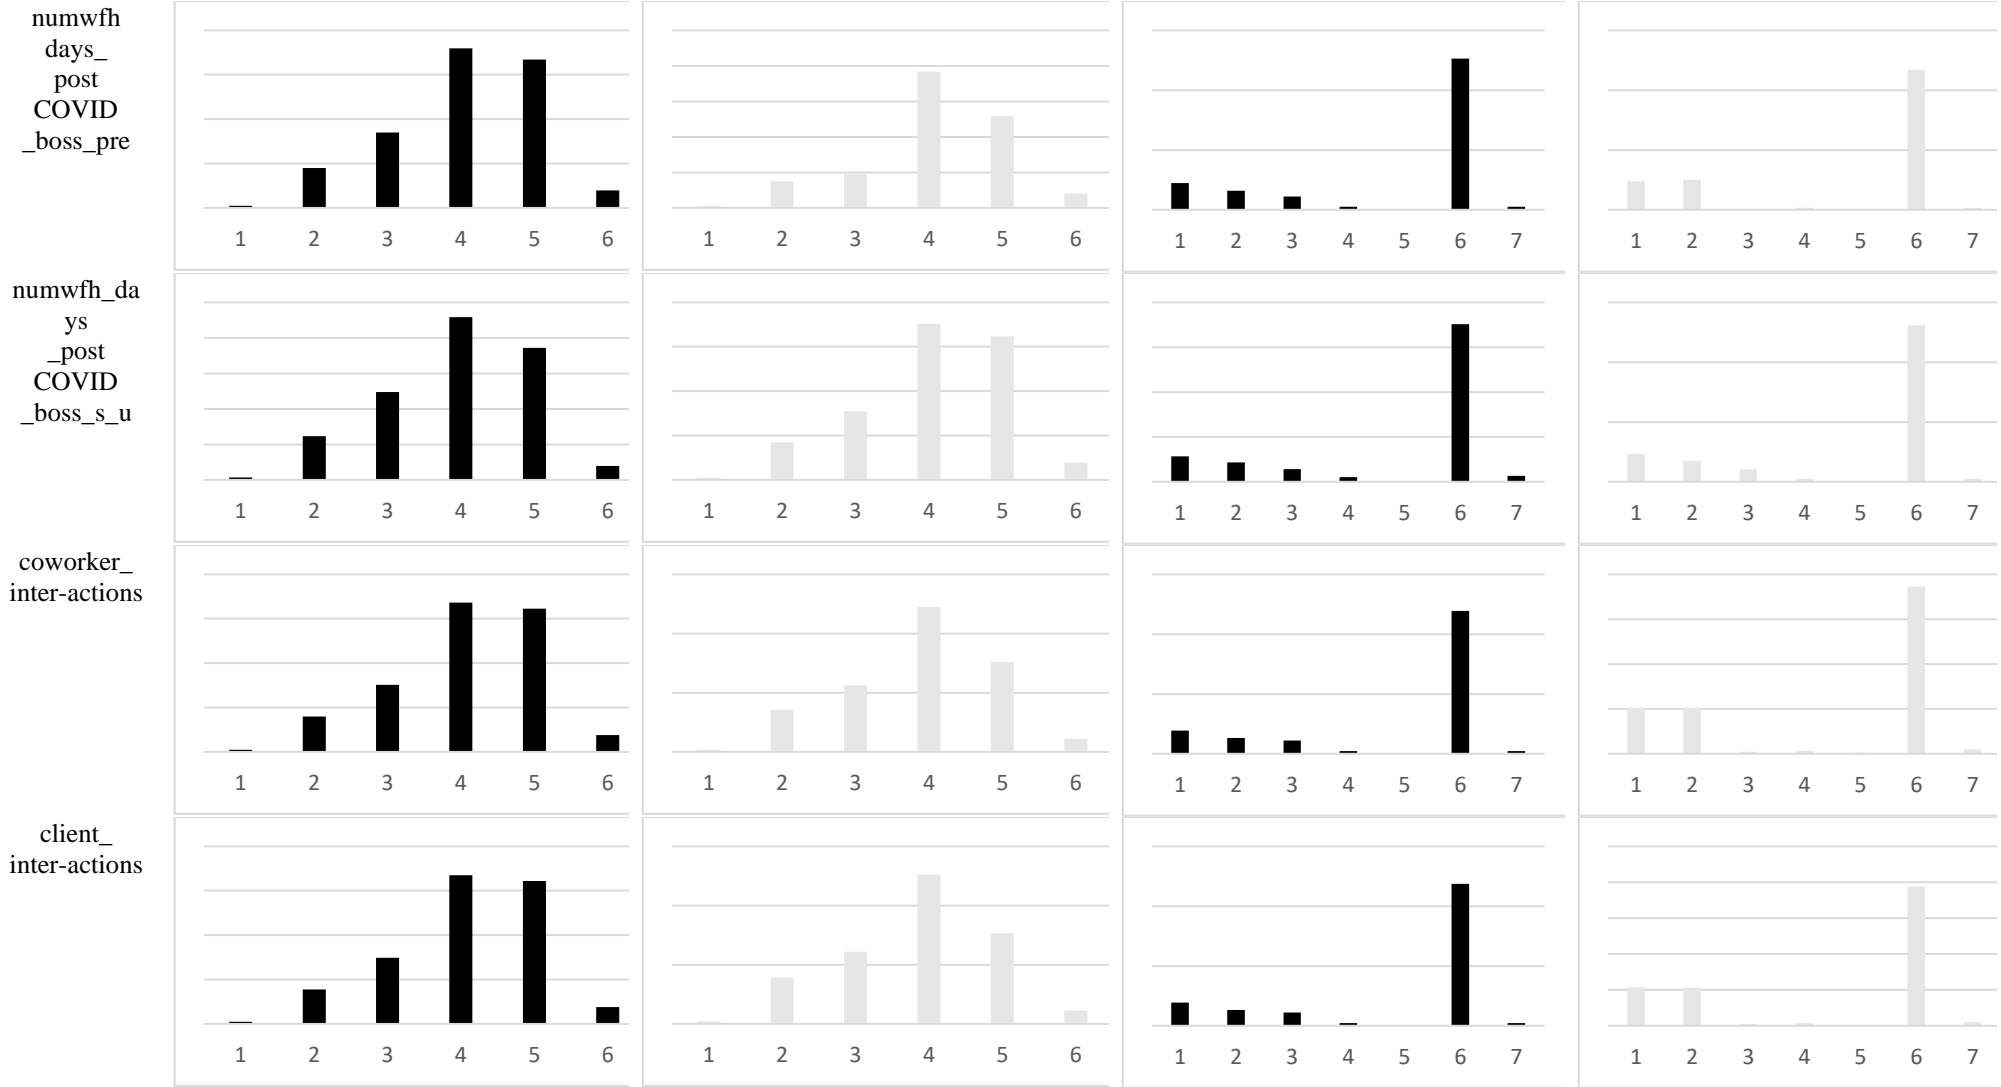 numwfh
days_
post
COVID
_boss_pre
1 2 3 4 5 6
1 2 3 4 5 6
1 2 3 4 5 6 7
1 2 3 4 5 6 7
numwfh_da
ys
_post
COVID
_boss_s_u
1 2 3 4 5 6
1 2 3 4 5 6
1 2 3 4 5 6 7
1 2 3 4 5 6 7
coworker_
inter-actions
1 2 3 4 5 6
1 2 3 4 5 6
1 2 3 4 5 6 7
1 2 3 4 5 6 7
client_
inter-actions
1 2 3 4 5 6
1 2 3 4 5 6
1 2 3 4 5 6 7
1 2 3 4 5 6 7